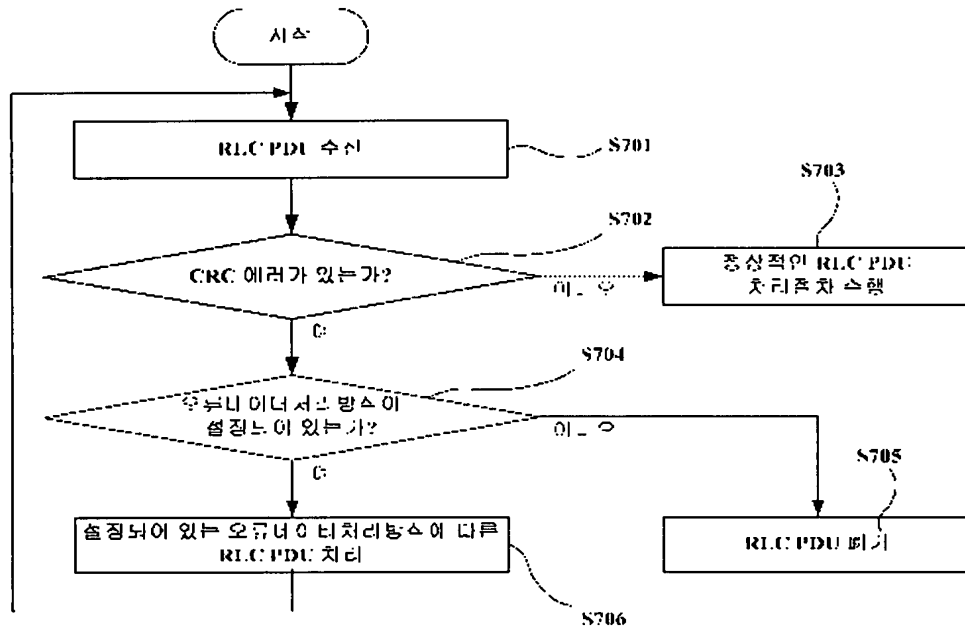 시작
RLC PDU 수신
S701
S702
CRC 에러가 있는가?
아니오
S703
정상적인 RLC PDU
처리절차 수행
예
S704
오류데이터처리방식이
설정되어 있는가?
아니오
예
S705
RLC PDU 폐기
설정되어 있는 오류데이터처리방식에 따른
RLC PDU 처리
S706